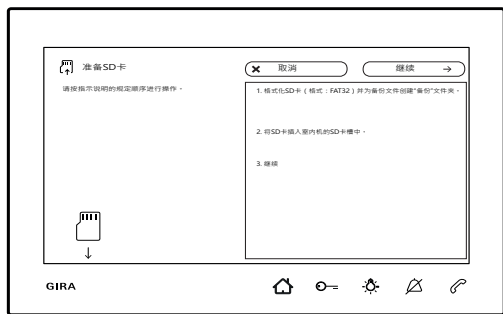 准备SD卡
取消
继续
请按指示说明的规定顺序进行操作。
1. 格式化SD卡（格式：FAT32）并为备份文件创建"备份"文件夹。
2. 将SD卡插入室内机的SD卡槽中。
3. 继续
GIRA